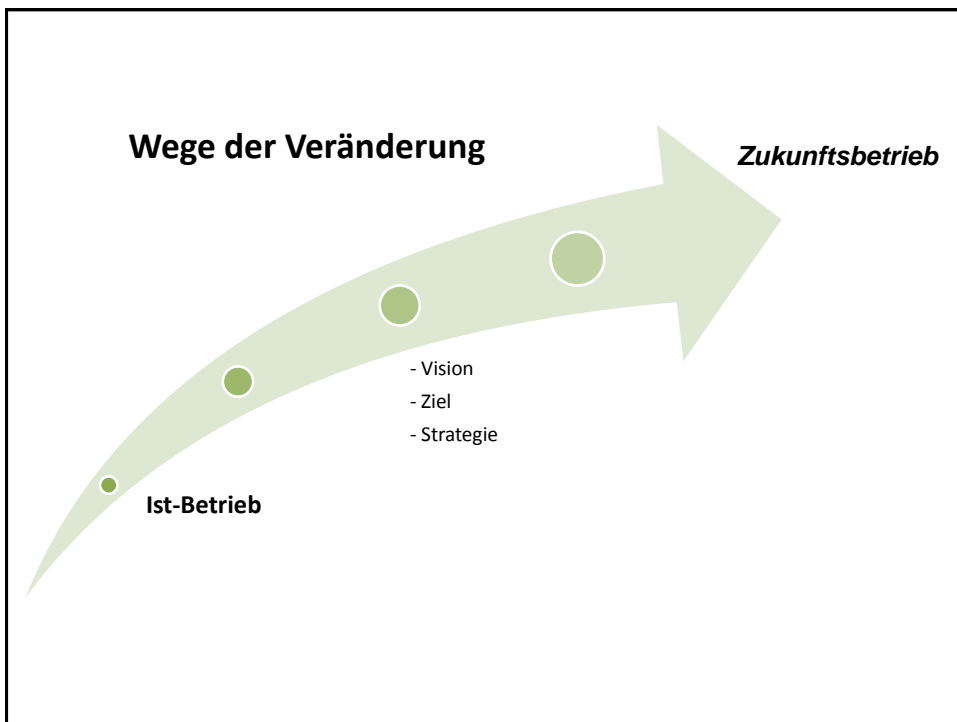 Wege der Veränderung
Zukunftsbetrieb
- Vision
- Ziel
- Strategie
Ist-Betrieb